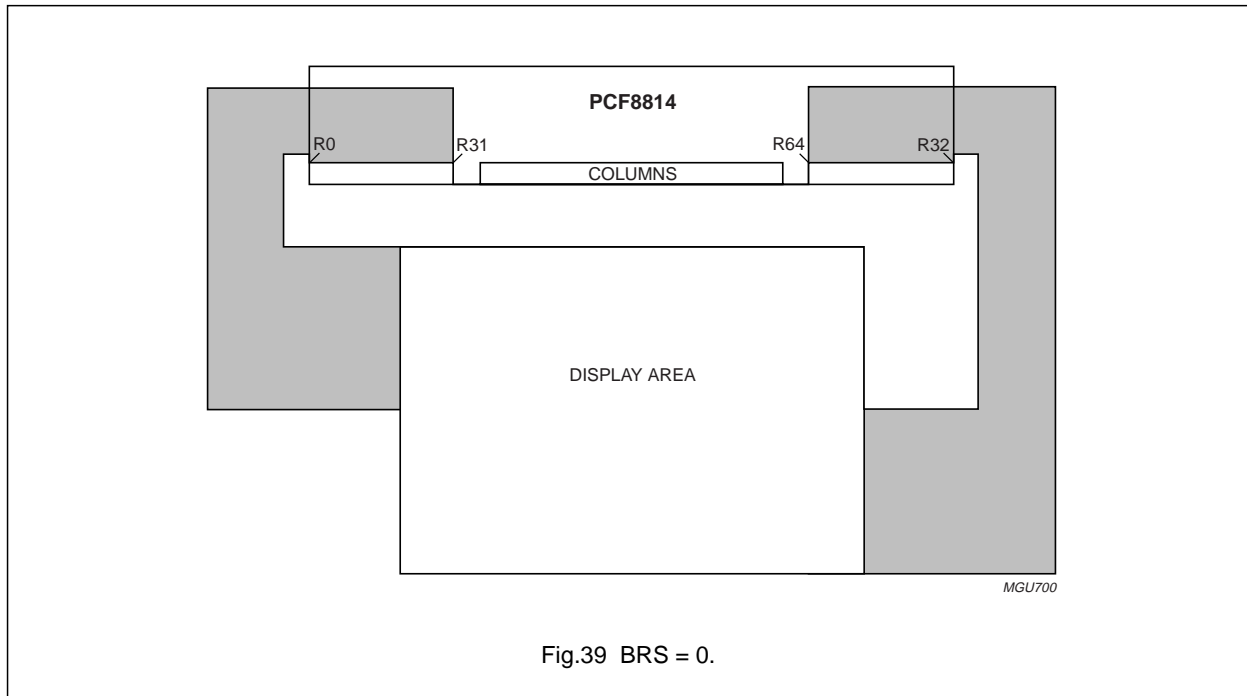 PCF8814
R0
R31
R64
R32
COLUMNS
DISPLAY AREA
MGU700
Fig.39 BRS = 0.